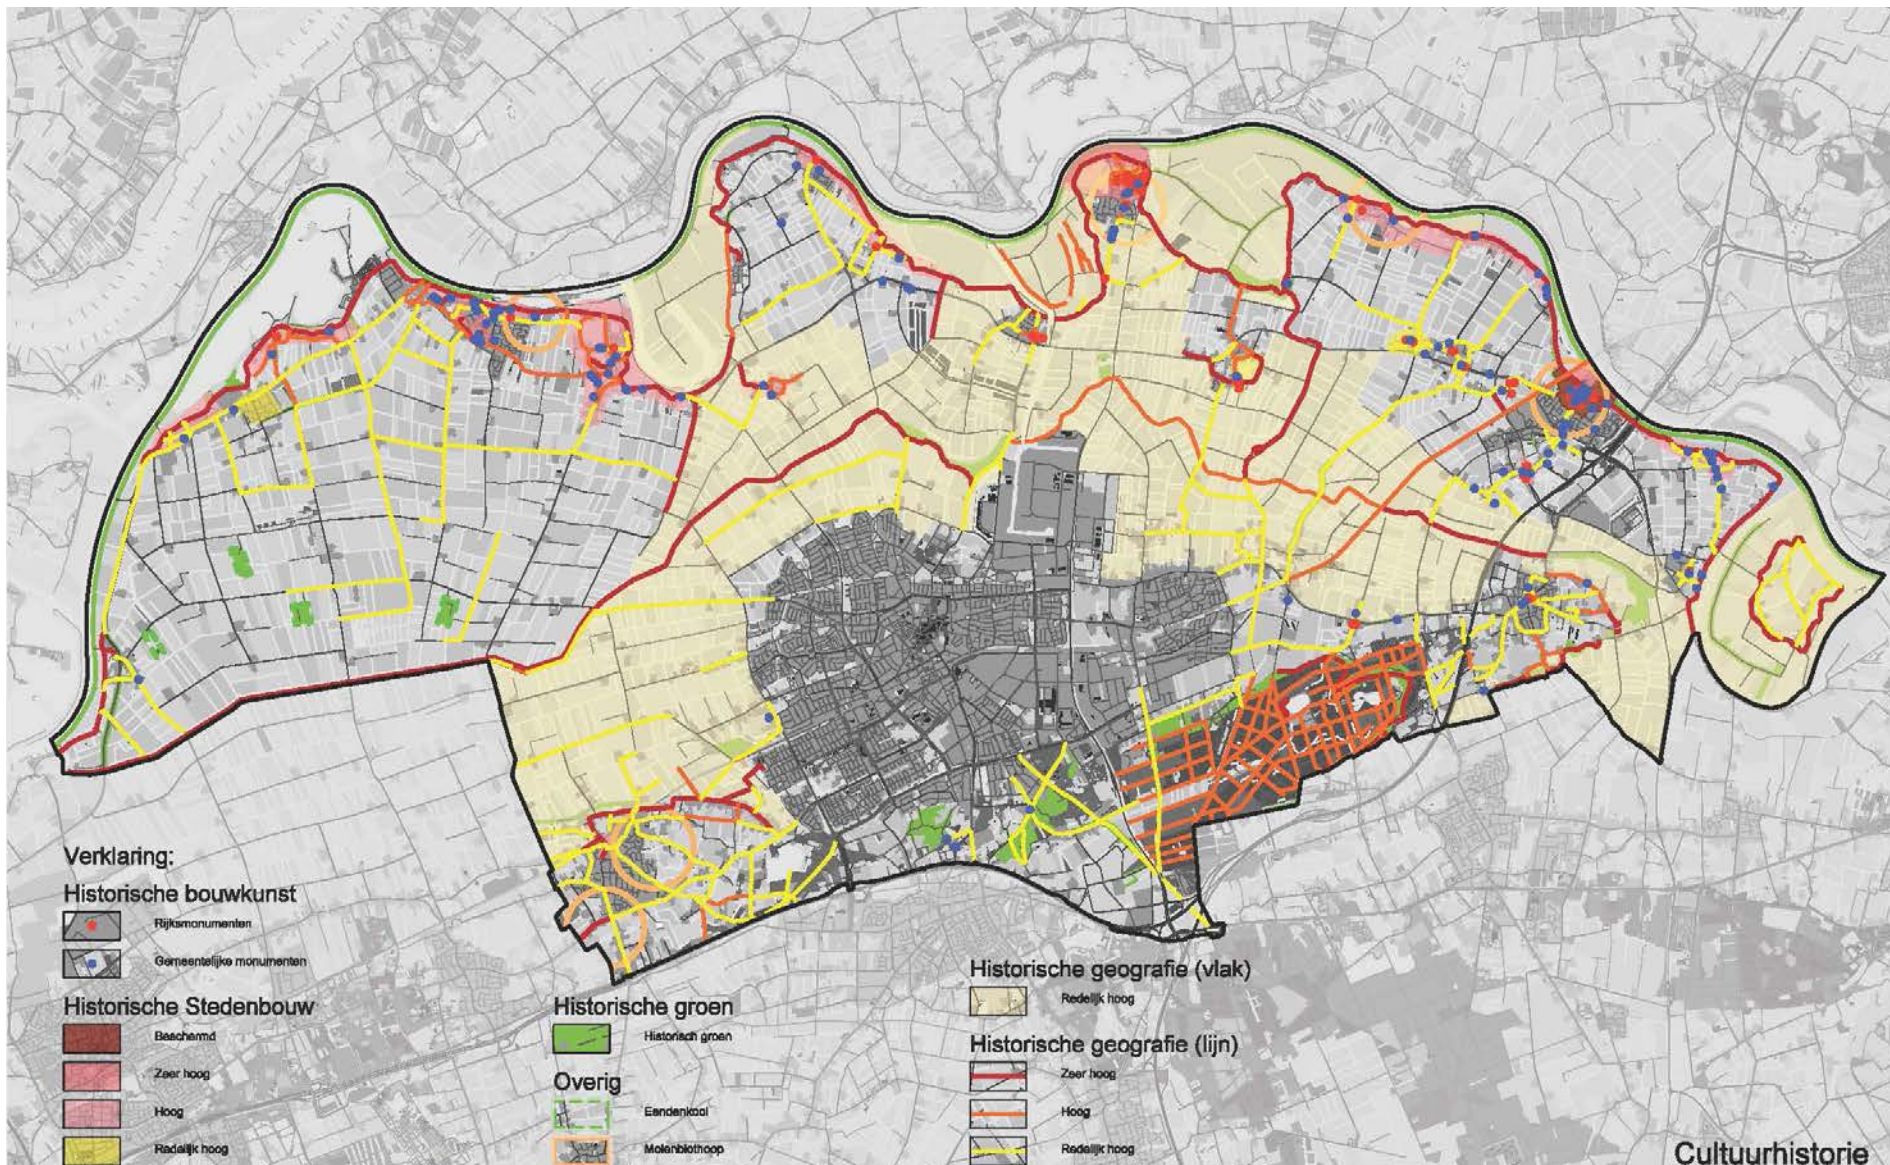 Verklaring:
Historische bouwkunst
Rijksmonumenten
Gemeentelijke monumenten
Historische Stedenbouw
Beschermd
Zeer hoog
Hoog
Redelijk hoog
Historische groen
Historisch groen
Overig
Eendenkooi
Molenbiotoop
Historische geografie (vlak)
Redelijk hoog
Historische geografie (lijn)
Zeer hoog
Hoog
Redelijk hoog
Cultuurhistorie